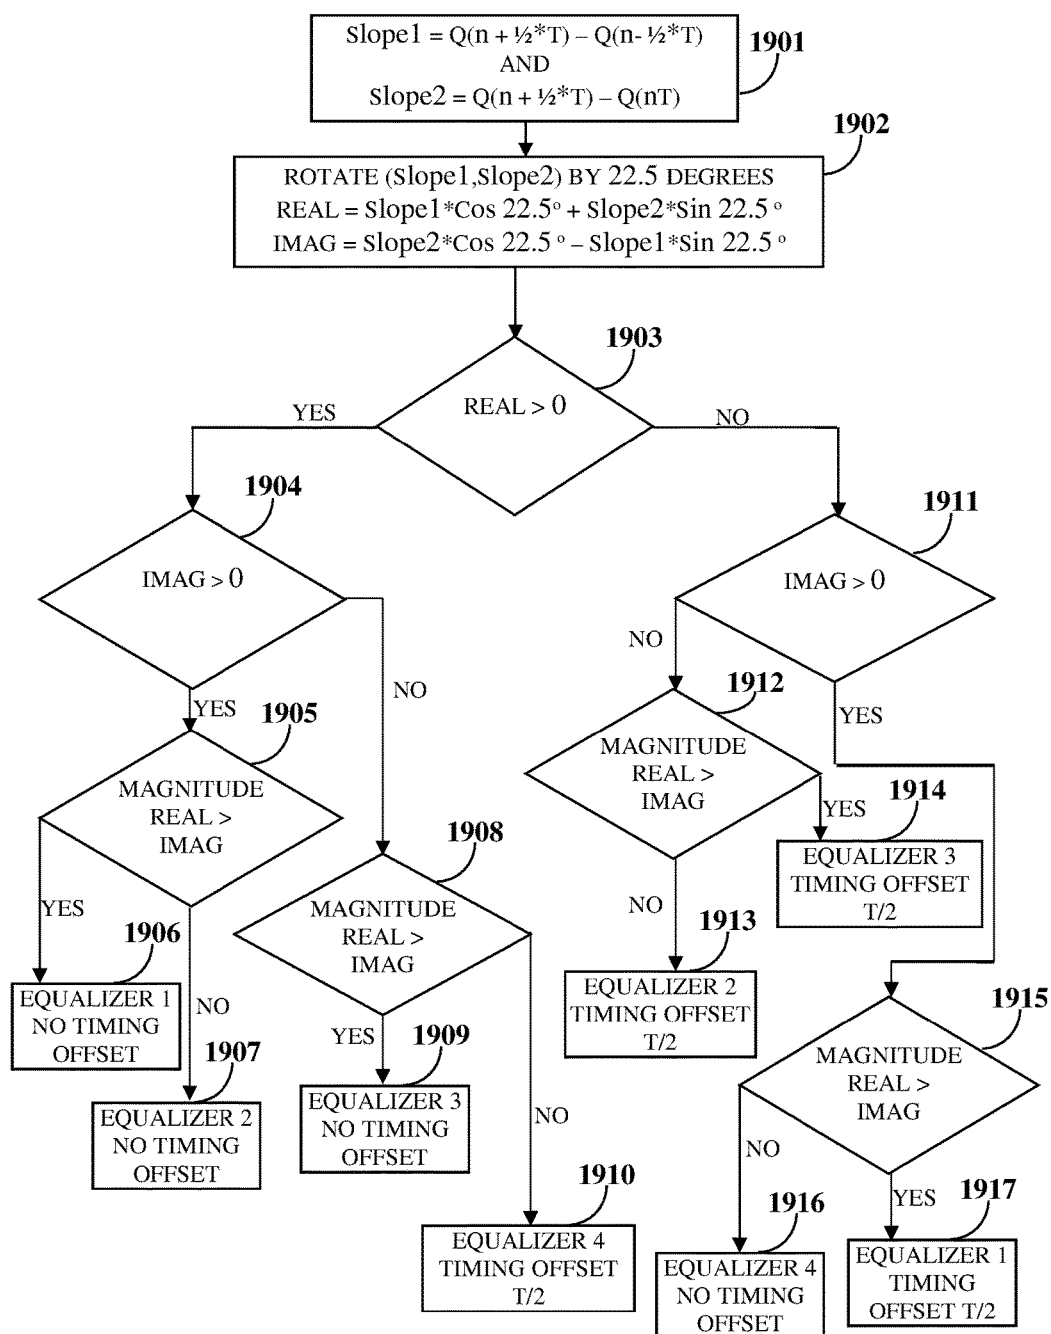 Slope1 = Q(n + ½*T) – Q(n- ½*T)
AND
Slope2 = Q(n + ½*T) – Q(nT)
1901
1902
ROTATE (Slope1,Slope2) BY 22.5 DEGREES
REAL = Slope1*Cos 22.5° + Slope2*Sin 22.5 °
IMAG = Slope2*Cos 22.5 ° – Slope1*Sin 22.5 °
1903
REAL > 0
YES
NO
1904
IMAG > 0
YES
NO
1911
IMAG > 0
NO
YES
1905
MAGNITUDE
REAL >
IMAG
YES
NO
1912
MAGNITUDE
REAL >
IMAG
YES
NO
1914
EQUALIZER 3
TIMING OFFSET
T/2
1908
MAGNITUDE
REAL >
IMAG
YES
NO
1906
EQUALIZER 1
NO TIMING
OFFSET
1913
EQUALIZER 2
TIMING OFFSET
T/2
1915
MAGNITUDE
REAL >
IMAG
NO
YES
1907
EQUALIZER 2
NO TIMING
OFFSET
1909
EQUALIZER 3
NO TIMING
OFFSET
1910
EQUALIZER 4
TIMING OFFSET
T/2
1916
EQUALIZER 4
NO TIMING
OFFSET
1917
EQUALIZER 1
TIMING
OFFSET T/2